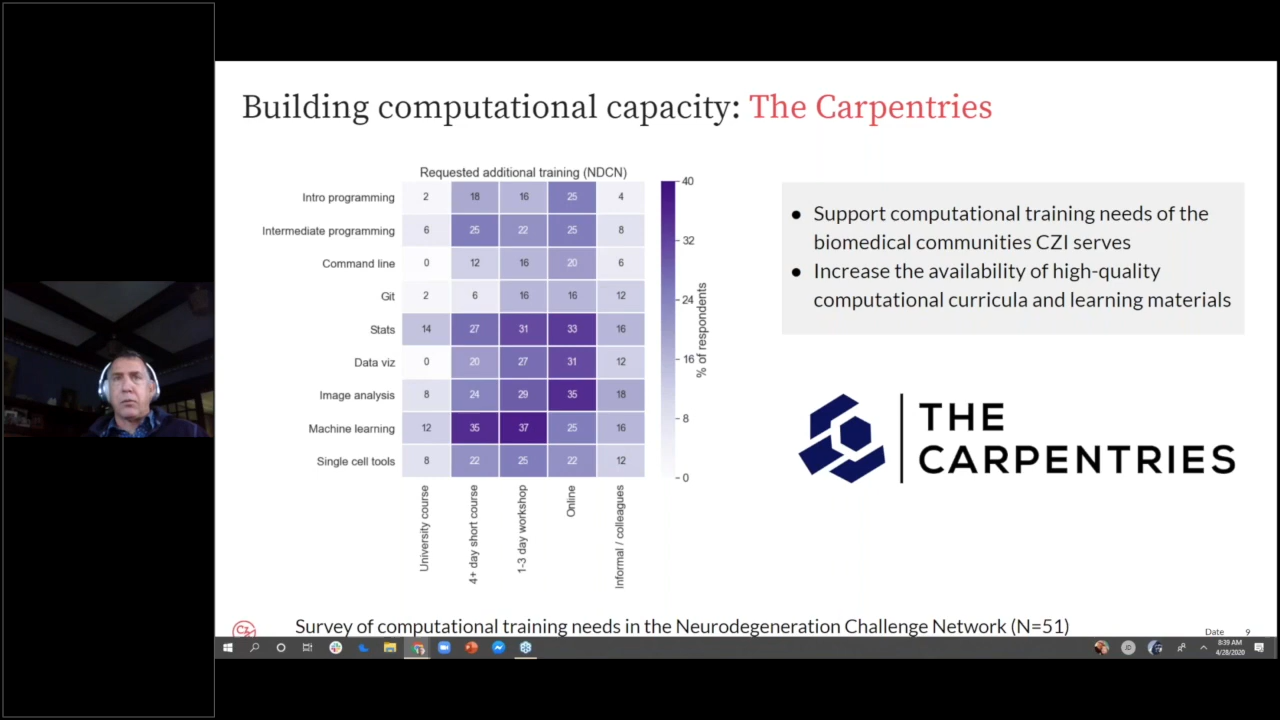 Building computational capacity: The Carpentries
Requested additional training (NDCN)
Intro programming 2 18 16 25 4
Intermediate programming 6 25 22 25 8
Command line 0 12 16 20 6
Git 2 6 16 16 12
Stats 14 27 31 33 16
Data viz 0 20 27 31 12
Image analysis 8 24 29 35 18
Machine learning 12 35 37 25 16
Single cell tools 8 22 25 22 12
University course
4+ day short course
1-3 day workshop
Online
Informal / colleagues
40
32
24
16
8
0
% of respondents
● Support computational training needs of the
biomedical communities CZI serves
● Increase the availability of high-quality
computational curricula and learning materials
THE
CARPENTRIES
Survey of computational training needs in the Neurodegeneration Challenge Network (N=51)
Date 9
8:39 AM
4/28/2020